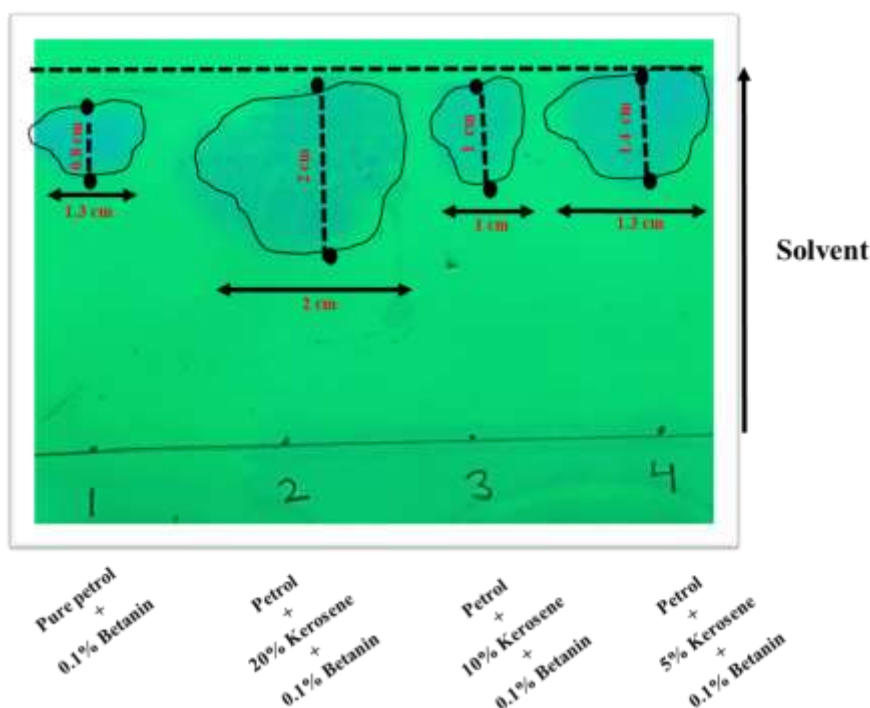 0.8 cm
1.3 cm
2 cm
2 cm
1 cm
1 cm
1.4 cm
1.3 cm
Solvent
1
2
3
4
Pure petrol
+
0.1% Betanin
Petrol
+
20% Kerosene
+
0.1% Betanin
Petrol
+
10% Kerosene
+
0.1% Betanin
Petrol
+
5% Kerosene
+
0.1% Betanin